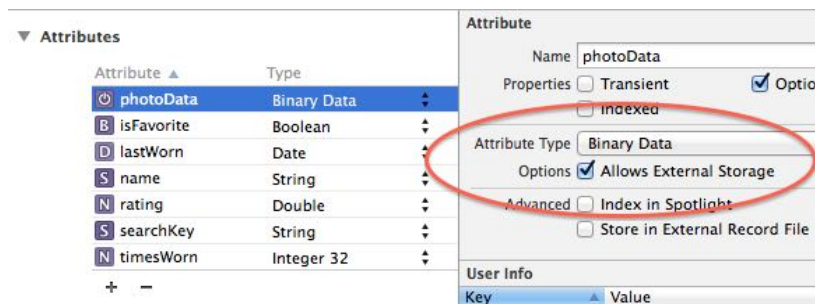 Attributes
Attribute Type
photoData Binary Data
B isFavorite Boolean
D lastWorn Date
S name String
N rating Double
S searchKey String
N timesWorn Integer 32
+ −
Attribute
Name photoData
Properties Transient Optio
Indexed
Attribute Type Binary Data
Options Allows External Storage
Advanced Index in Spotlight
Store in External Record File
User Info
Key Value